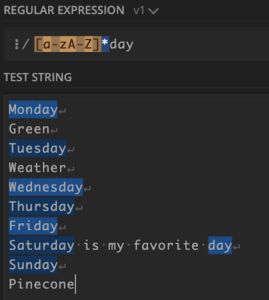 REGULAR EXPRESSION v1
/ [a-zA-Z]*day
TEST STRING
Monday
Green
Tuesday
Weather
Wednesday
Thursday
Friday
Saturday is my favorite day
Sunday
Pinecone